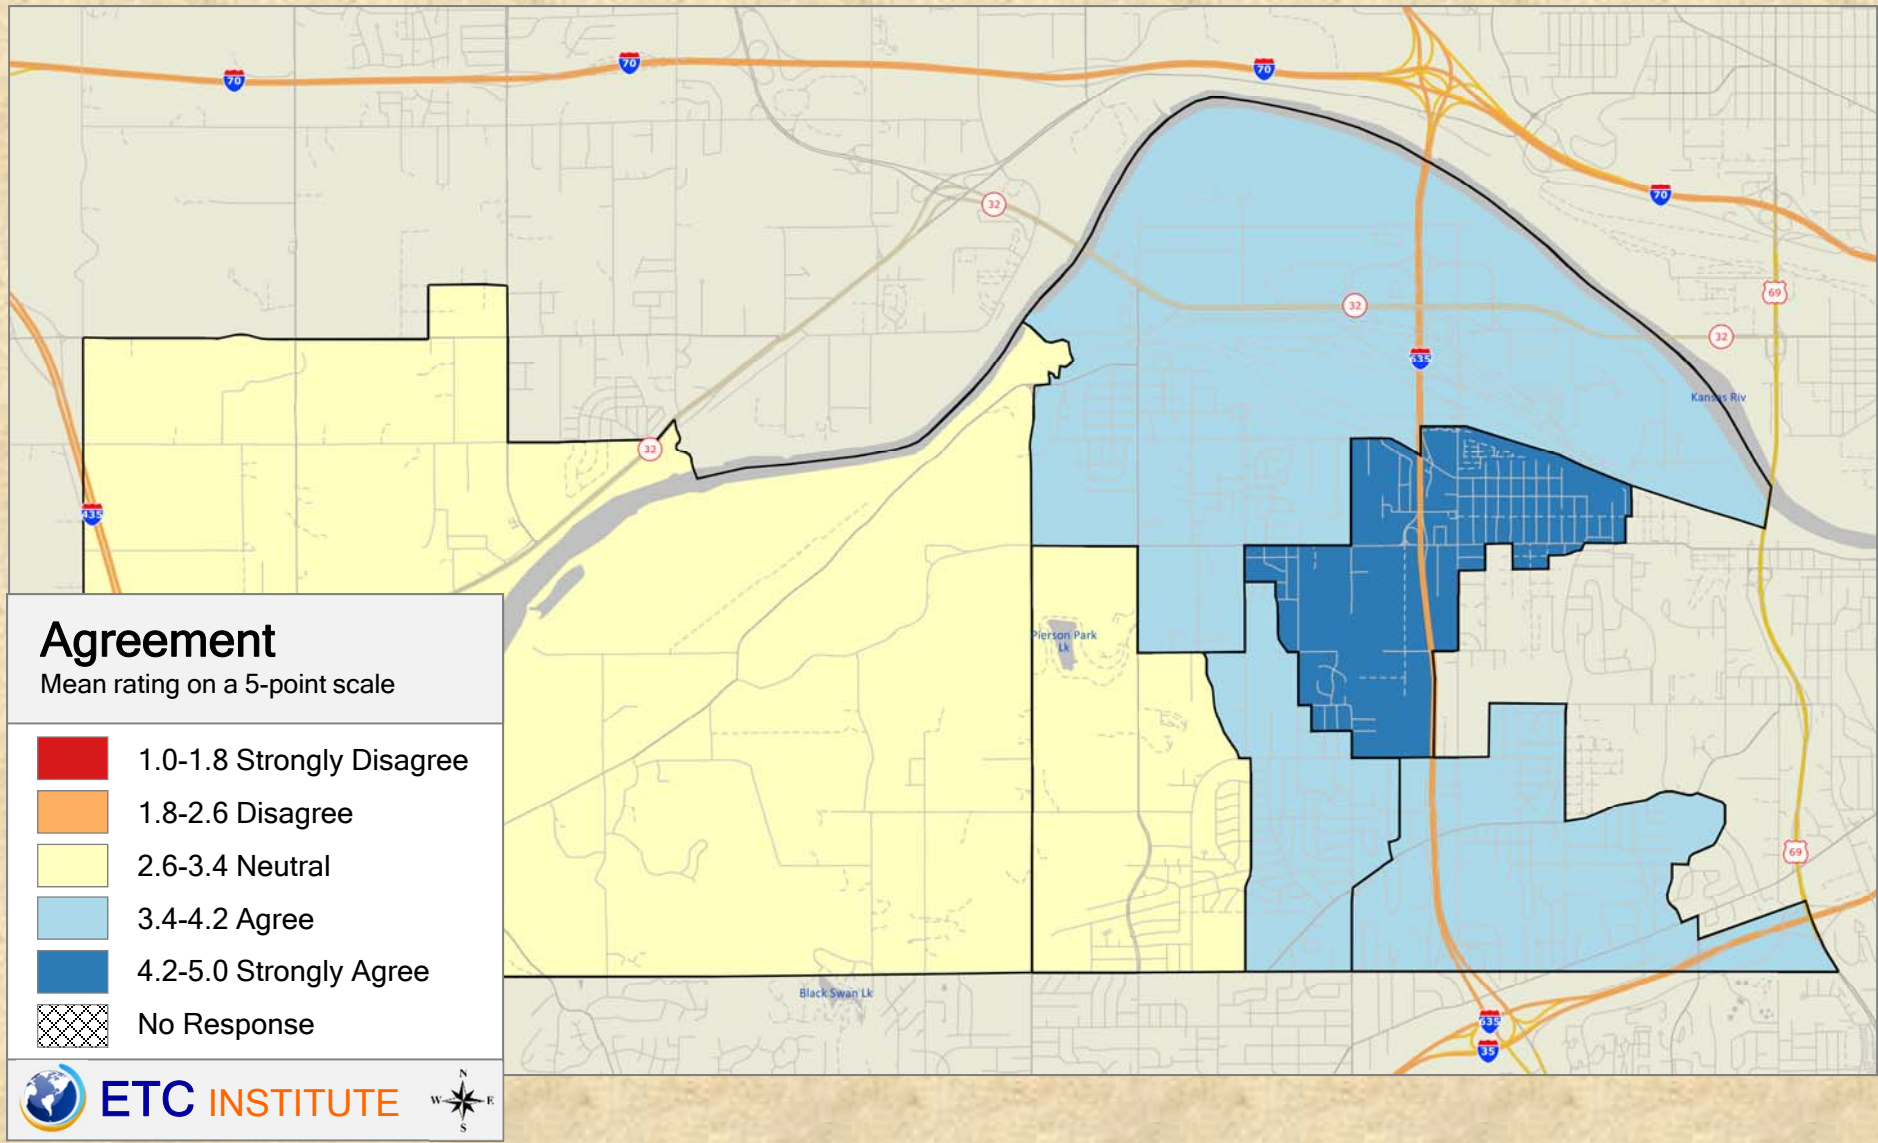 70
70
70
70
32
69
32
32
635
Kansas Riv
32
435
Pierson Park
Lk
Agreement
Mean rating on a 5-point scale
1.0-1.8 Strongly Disagree
1.8-2.6 Disagree
2.6-3.4 Neutral
69
3.4-4.2 Agree
4.2-5.0 Strongly Agree
Black Swan Lk
No Response
635
35
ETC INSTITUTE
N
W E
S